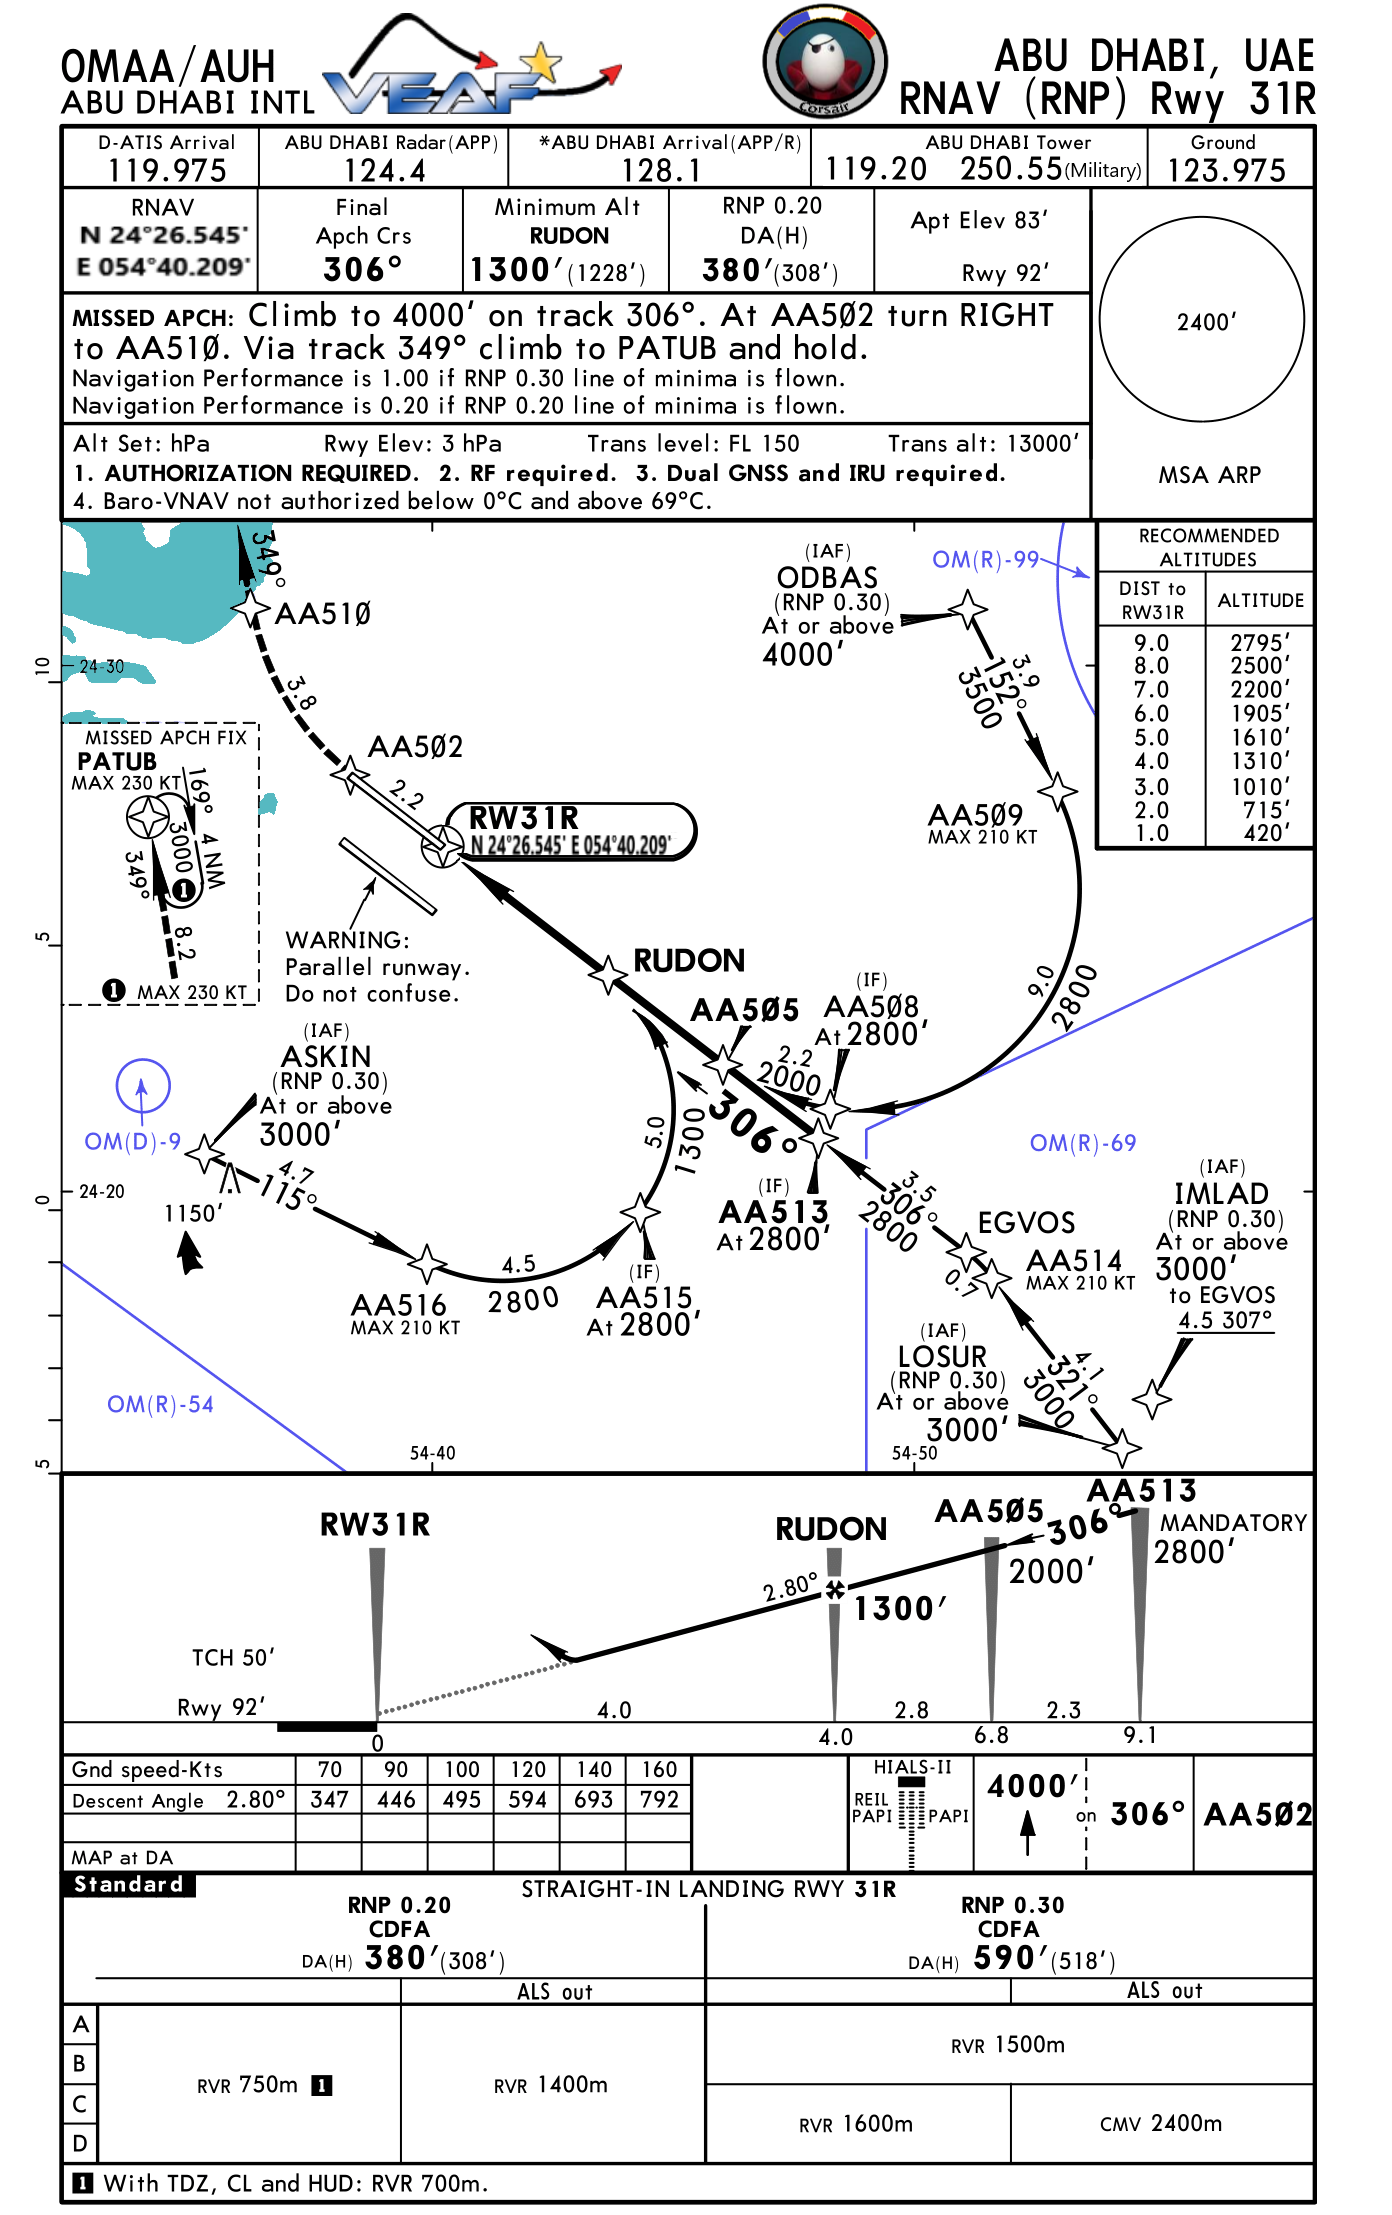 OMAA/AUH
ABU DHABI INTL
VEAF
Corsair
ABU DHABI, UAE
RNAV (RNP) Rwy 31R
D-ATIS Arrival
119.975
ABU DHABI Radar(APP)
124.4
*ABU DHABI Arrival(APP/R)
128.1
ABU DHABI Tower
119.20 250.55(Military)
Ground
123.975
RNAV
N 24°26.545'
E 054°40.209'
Final
Apch Crs
306°
Minimum Alt
RUDON
1300'(1228')
RNP 0.20
DA(H)
380'(308')
Apt Elev 83'
Rwy 92'
MISSED APCH: Climb to 4000' on track 306°. At AA5Ø2 turn RIGHT
to AA51Ø. Via track 349° climb to PATUB and hold.
Navigation Performance is 1.00 if RNP 0.30 line of minima is flown.
Navigation Performance is 0.20 if RNP 0.20 line of minima is flown.
Alt Set: hPa Rwy Elev: 3 hPa Trans level: FL 150 Trans alt: 13000'
1. AUTHORIZATION REQUIRED. 2. RF required. 3. Dual GNSS and IRU required.
4. Baro-VNAV not authorized below 0°C and above 69°C.
2400'
MSA ARP
RECOMMENDED
ALTITUDES
DIST to
RW31R
ALTITUDE
9.0 2795'
8.0 2500'
7.0 2200'
6.0 1905'
5.0 1610'
4.0 1310'
3.0 1010'
2.0 715'
1.0 420'
349°
AA51Ø
3.8
10
24-30
(IAF)
ODBAS
(RNP 0.30)
At or above
4000'
OM(R)-99
3.9
152°
3500
MISSED APCH FIX
PATUB
MAX 230 KT
169°
3000
4 NM
1
349°
8.2
1 MAX 230 KT
AA5Ø2
2.2
RW31R
N 24°26.545' E 054°40.209'
AA5Ø9
MAX 210 KT
5
WARNING:
Parallel runway.
Do not confuse.
RUDON
9.0
2800
AA5Ø5
(IF)
AA5Ø8
At 2800'
2.2
2000
306°
(IAF)
ASKIN
(RNP 0.30)
At or above
3000'
OM(D)-9
5.0
1300
OM(R)-69
0
24-20
1150'
4.7
115°
(IF)
AA513
At 2800'
3.5
306°
2800
EGVOS
AA514
MAX 210 KT
0.7
(IAF)
IMLAD
(RNP 0.30)
At or above
3000'
to EGVOS
4.5 307°
AA516
MAX 210 KT
4.5
2800
(IF)
AA515
At 2800'
(IAF)
LOSUR
(RNP 0.30)
At or above
3000'
4.1
321°
3000
OM(R)-54
5
54-40
54-50
RW31R
RUDON
AA5Ø5
AA513
306°
MANDATORY
2800'
2000'
2.80°
1300'
TCH 50'
Rwy 92'
4.0 2.8 2.3
0 4.0 6.8 9.1
Gnd speed-Kts 70 90 100 120 140 160
Descent Angle 2.80° 347 446 495 594 693 792
MAP at DA
HIALS-II
REIL
PAPI PAPI
4000' on 306° AA5Ø2
Standard
STRAIGHT-IN LANDING RWY 31R
RNP 0.20
CDFA
DA(H) 380'(308')
RNP 0.30
CDFA
DA(H) 590'(518')
ALS out
ALS out
A
B
C
D
RVR 750m 1
RVR 1400m
RVR 1500m
RVR 1600m
CMV 2400m
1 With TDZ, CL and HUD: RVR 700m.